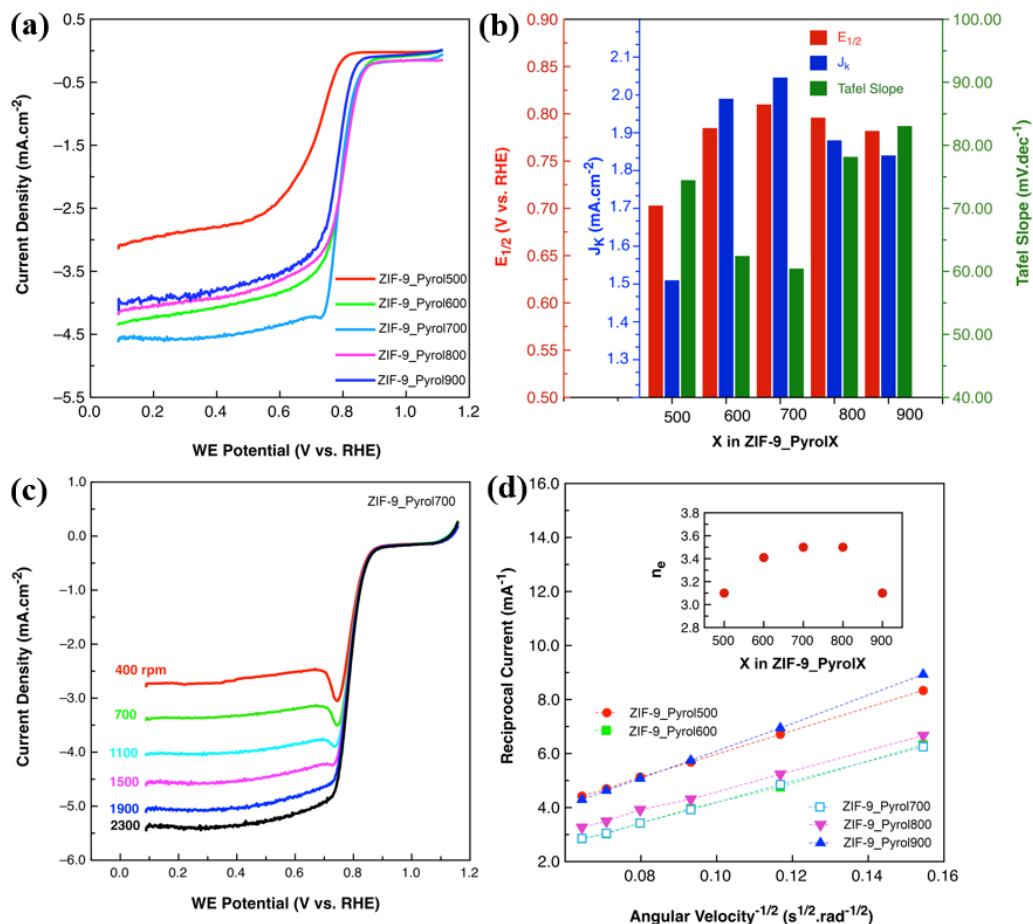 (a)
0.5
−0.5
−1.5
−2.5
−3.5
−4.5
−5.5
Current Density (mA.cm⁻²)
ZIF-9_Pyrol500
ZIF-9_Pyrol600
ZIF-9_Pyrol700
ZIF-9_Pyrol800
ZIF-9_Pyrol900
0.0 0.2 0.4 0.6 0.8 1.0 1.2
WE Potential (V vs. RHE)
(b)
0.90
0.85
0.80
0.75
0.70
0.65
0.60
0.55
0.50
E1/2 (V vs. RHE)
2.1
2.0
1.9
1.8
1.7
1.6
1.5
1.4
1.3
JK (mA.cm⁻²)
E1/2
Jk
Tafel Slope
100.00
90.00
80.00
70.00
60.00
50.00
40.00
Tafel Slope (mV.dec⁻¹)
500 600 700 800 900
X in ZIF-9_PyrolX
(c)
1.0
0.0
−1.0
−2.0
−3.0
−4.0
−5.0
−6.0
Current Density (mA.cm⁻²)
ZIF-9_Pyrol700
400 rpm
700
1100
1500
1900
2300
0.0 0.2 0.4 0.6 0.8 1.0 1.2
WE Potential (V vs. RHE)
(d)
16.0
14.0
12.0
10.0
8.0
6.0
4.0
2.0
Reciprocal Current (mA⁻¹)
3.8
3.6
3.4
3.2
3.0
2.8
ne
500 600 700 800 900
X in ZIF-9_PyrolX
ZIF-9_Pyrol500
ZIF-9_Pyrol600
ZIF-9_Pyrol700
ZIF-9_Pyrol800
ZIF-9_Pyrol900
0.08 0.10 0.12 0.14 0.16
Angular Velocity⁻¹/² (s¹/².rad⁻¹/²)